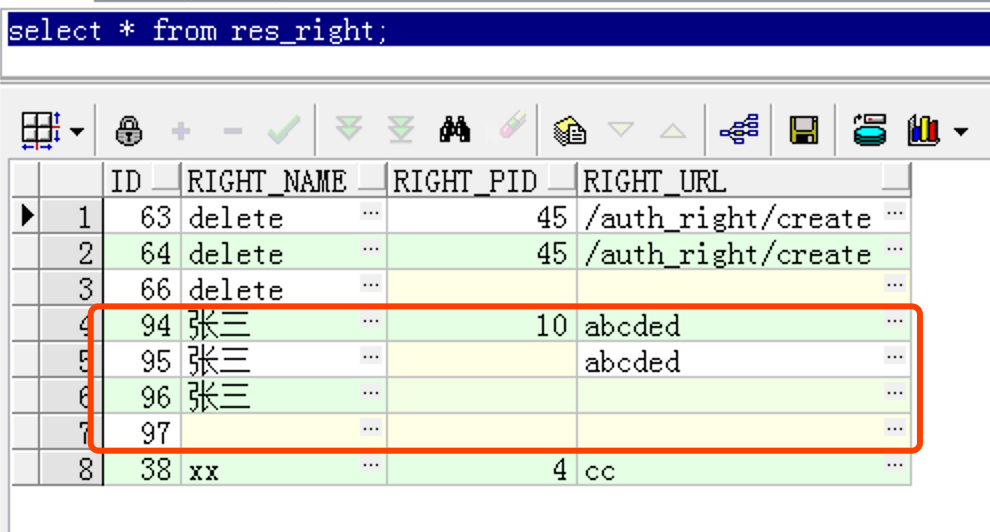 select * from res_right;
ID RIGHT_NAME RIGHT_PID RIGHT_URL
1 63 delete ... 45 /auth_right/create ...
2 64 delete ... 45 /auth_right/create ...
3 66 delete ... ...
4 94 张三 ... 10 abcded ...
5 95 张三 ... abcded ...
6 96 张三 ... ...
7 97 ... ...
8 38 xx ... 4 cc ...